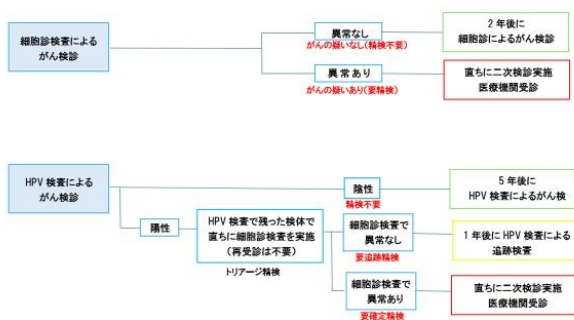 細胞診検査による
がん検診
異常なし
がんの疑いなし(精検不要)
2年後に
細胞診によるがん検診
異常あり
がんの疑いあり(要精検)
直ちに二次検診実施
医療機関受診
HPV 検査による
がん検診
陰性
精検不要
5年後に
HPV 検査によるがん検
陽性
HPV 検査で残った検体で
直ちに細胞診検査を実施
(再受診は不要)
トリアージ精検
細胞診検査で
異常なし
要追跡精検
1年後に HPV 検査による
追跡検査
細胞診検査で
異常あり
要確定精検
直ちに二次検診実施
医療機関受診